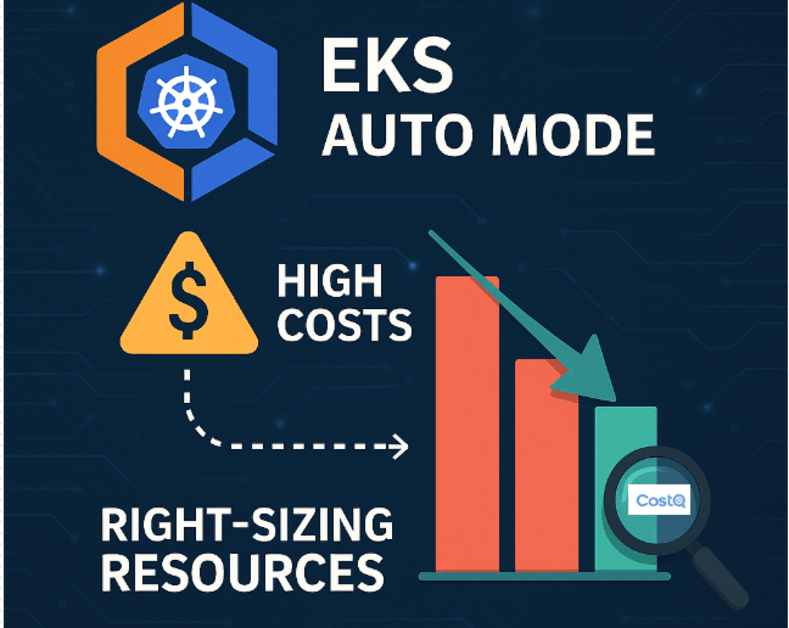 EKS
AUTO MODE
$
HIGH
COSTS
RIGHT-SIZING
RESOURCES
CostQ